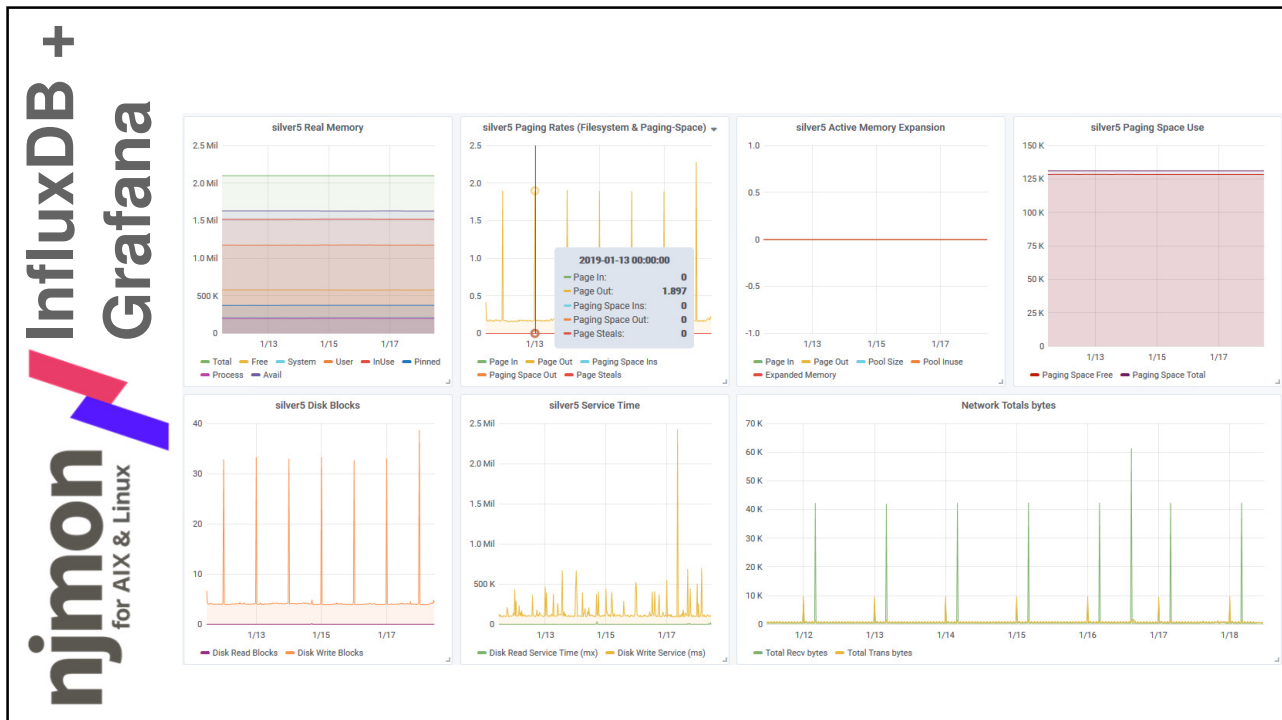 njmon
for AIX & Linux
InfluxDB +
Grafana
silver5 Real Memory
2.5 Mil
2.0 Mil
1.5 Mil
1.0 Mil
500 K
0
1/13
1/15
1/17
Total Free System User InUse Pinned
Process Avail
silver5 Paging Rates (Filesystem & Paging-Space)
2.5
2.0
1.5
1.0
0.5
0
1/13
2019-01-13 00:00:00
Page In: 0
Page Out: 1.897
Paging Space Ins: 0
Paging Space Out: 0
Page Steals: 0
Page In Page Out Paging Space Ins
Paging Space Out Page Steals
silver5 Active Memory Expansion
1.0
0.5
0
-0.5
-1.0
1/13
1/15
1/17
Page In Page Out Pool Size Pool Inuse
Expanded Memory
silver5 Paging Space Use
150 K
125 K
100 K
75 K
50 K
25 K
0
1/13
1/15
1/17
Paging Space Free Paging Space Total
silver5 Disk Blocks
40
30
20
10
0
1/13
1/15
1/17
Disk Read Blocks Disk Write Blocks
silver5 Service Time
2.5 Mil
2.0 Mil
1.5 Mil
1.0 Mil
500 K
0
1/13
1/15
1/17
Disk Read Service Time (mx) Disk Write Service (ms)
Network Totals bytes
70 K
60 K
50 K
40 K
30 K
20 K
10 K
0
1/12
1/13
1/14
1/15
1/16
1/17
1/18
Total Recv bytes Total Trans bytes